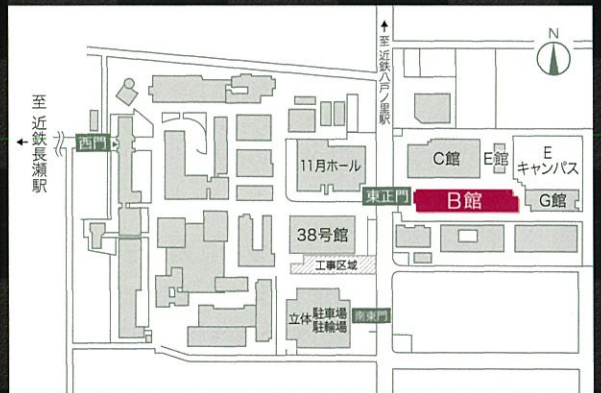 ↑至 近鉄八戸ノ里駅
N
← 至 近鉄長瀬駅
西門
11月ホール
C館
E館
E
キャンパス
東正門
B館
G館
38号館
工事区域
立体 駐車場
駐輪場
南東門